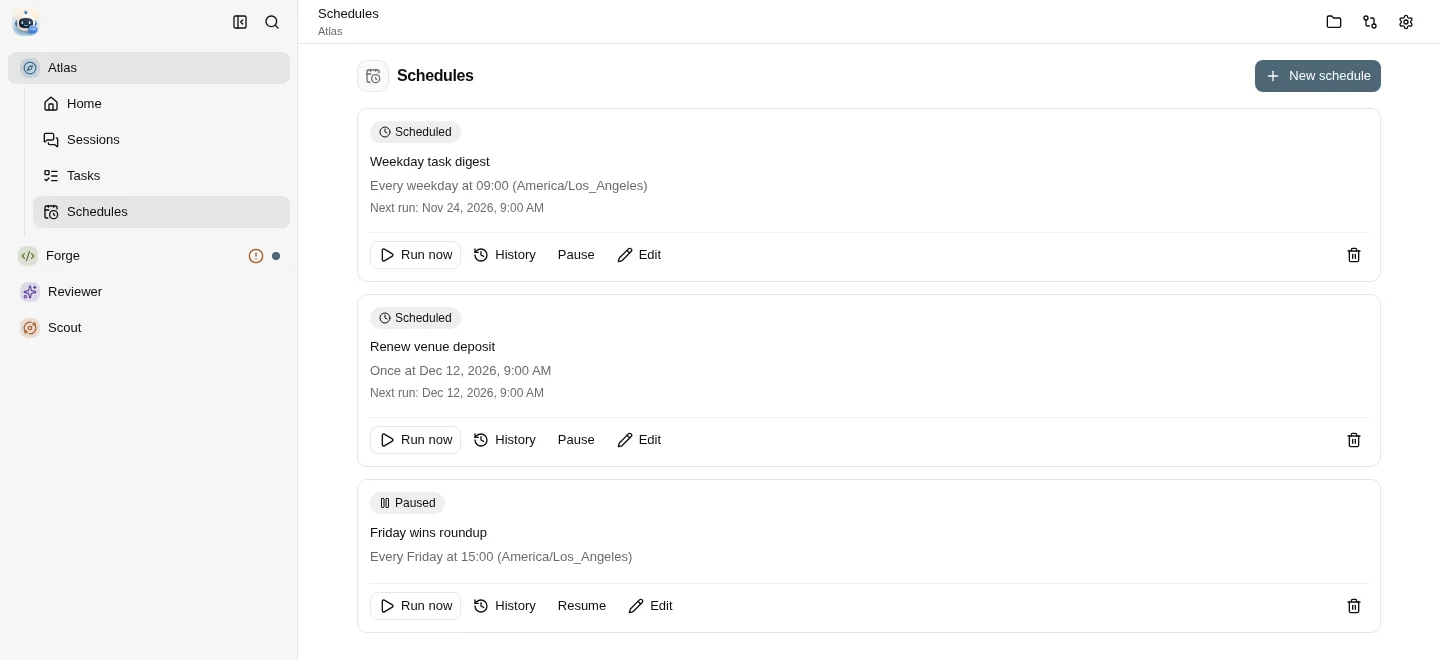 Schedules
Atlas
Atlas
Home
Sessions
Tasks
Schedules
Forge
Reviewer
Scout
Schedules
New schedule
Scheduled
Weekday task digest
Every weekday at 09:00 (America/Los_Angeles)
Next run: Nov 24, 2026, 9:00 AM
Run now History Pause Edit
Scheduled
Renew venue deposit
Once at Dec 12, 2026, 9:00 AM
Next run: Dec 12, 2026, 9:00 AM
Run now History Pause Edit
Paused
Friday wins roundup
Every Friday at 15:00 (America/Los_Angeles)
Run now History Resume Edit